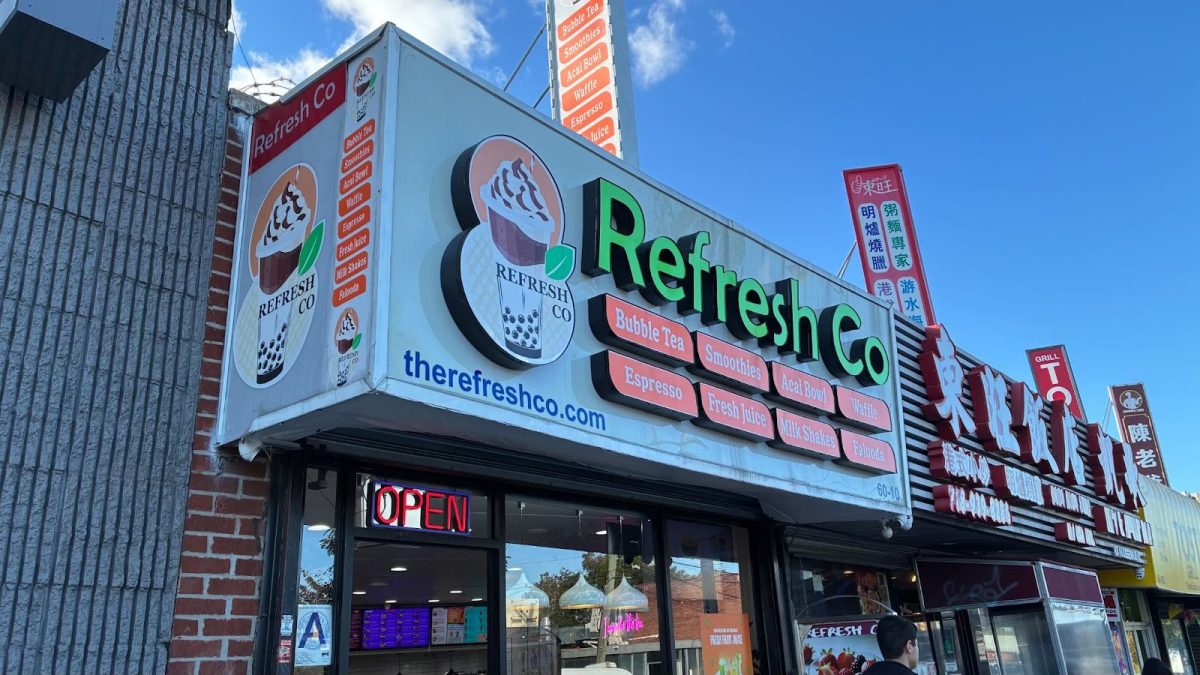 Bubble Tea
Smoothies
Acai Bowl
Waffle
Espresso
Juice
Refresh Co
Bubble Tea
Smoothies
Acai Bowl
Waffle
Espresso
Fresh Juice
Milk Shakes
Falooda
REFRESH
CO
REFRESH
CO
Refresh Co
Bubble Tea
Smoothies
Acai Bowl
Waffle
Espresso
Fresh Juice
Milk Shakes
Falooda
therefreshco.com
60-10
OPEN
A
REFRESH
東旺
明爐燒臘
粥麵專家
游水海
港
東旺飯店
GRILL
TO
陳老